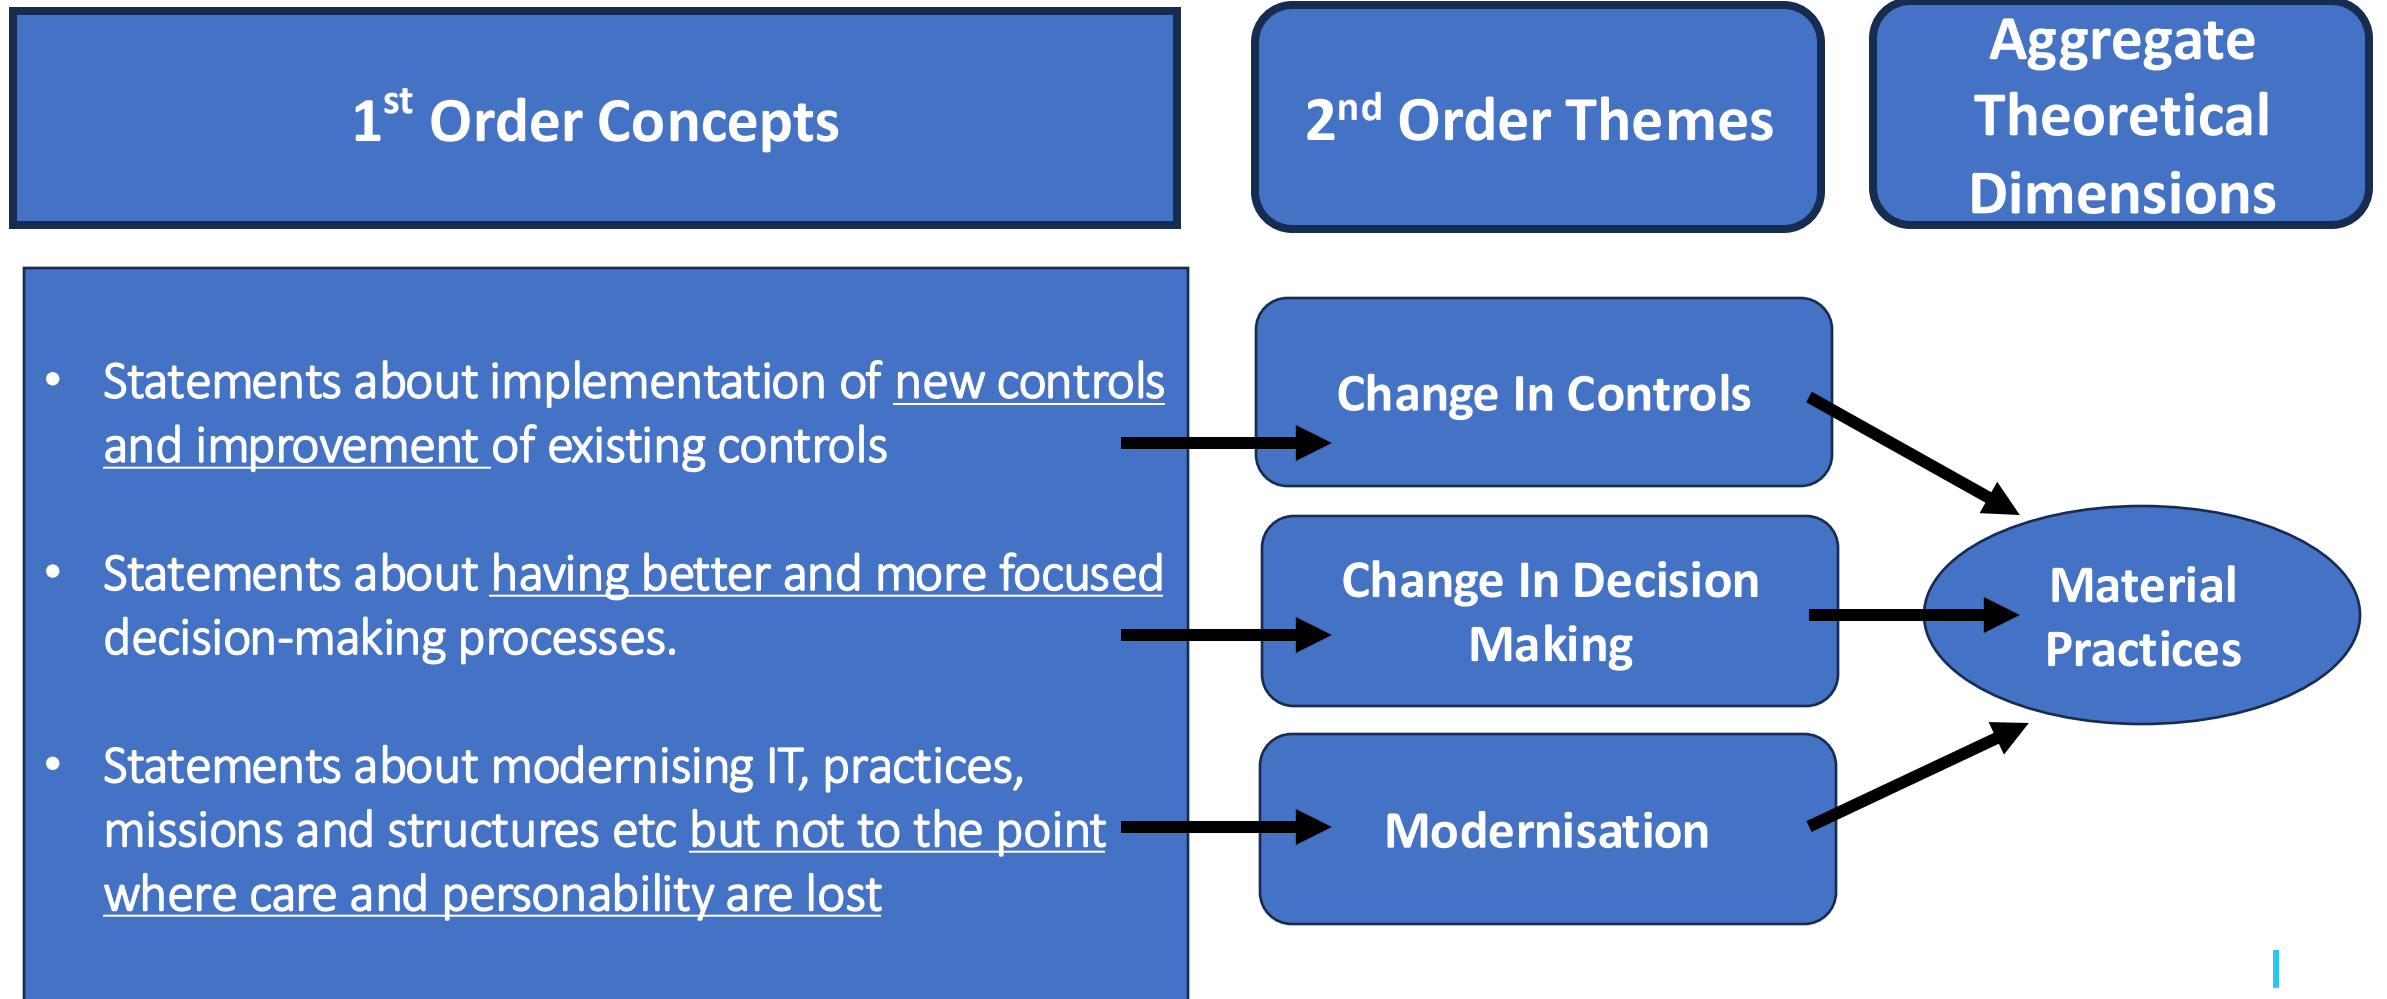 1st Order Concepts
2nd Order Themes
Aggregate
Theoretical
Dimensions
• Statements about implementation of new controls
and improvement of existing controls
• Statements about having better and more focused
decision-making processes.
• Statements about modernising IT, practices,
missions and structures etc but not to the point
where care and personability are lost
Change In Controls
Change In Decision
Making
Modernisation
Material
Practices